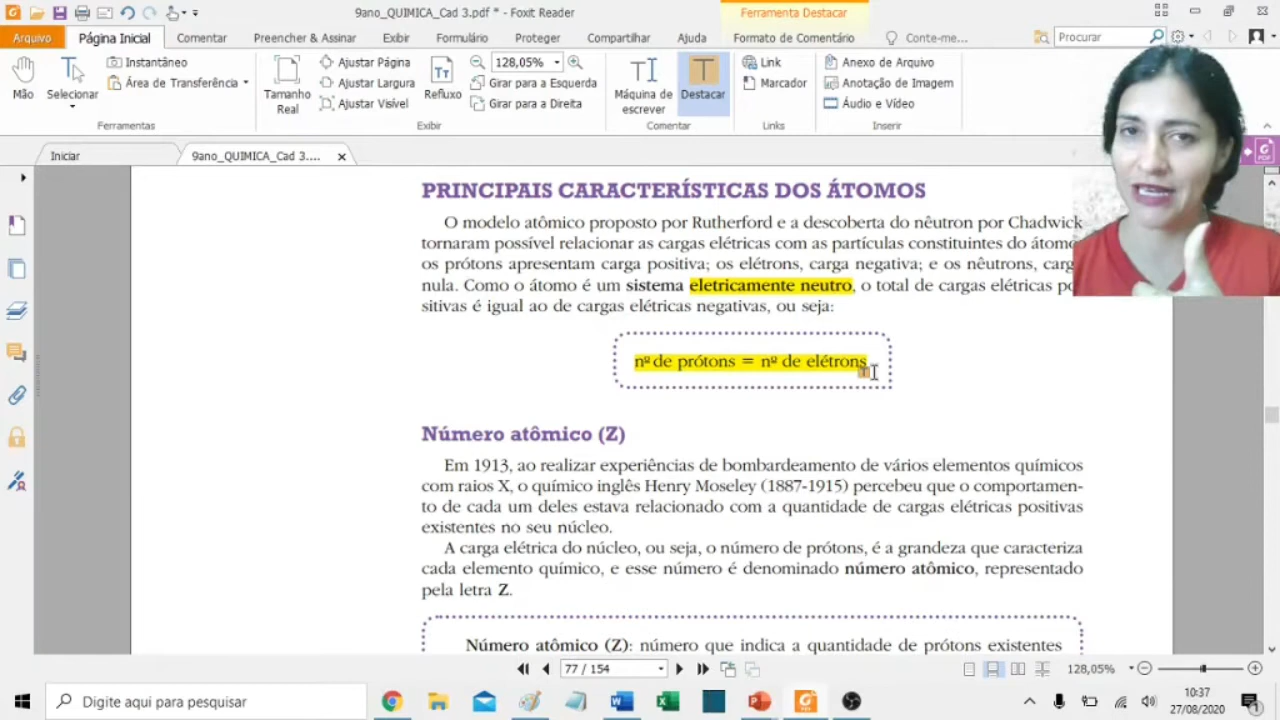 9ano_QUIMICA_Cad 3.pdf * - Foxit Reader
Ferramenta Destacar
Arquivo
Página Inicial
Comentar
Preencher & Assinar
Exibir
Formulário
Proteger
Compartilhar
Ajuda
Formato de Comentário
Conte-me...
Procurar
Mão
Selecionar
Instantâneo
Área de Transferência
Ferramentas
Tamanho
Real
Ajustar Página
Ajustar Largura
Ajustar Visível
Refluxo
128,05%
Girar para a Esquerda
Girar para a Direita
Exibir
Máquina de
escrever
Destacar
Comentar
Link
Marcador
Links
Anexo de Arquivo
Anotação de Imagem
Áudio e Vídeo
Inserir
Iniciar
9ano_QUIMICA_Cad 3....
PRINCIPAIS CARACTERÍSTICAS DOS ÁTOMOS
O modelo atômico proposto por Rutherford e a descoberta do nêutron por Chadwick
tornaram possível relacionar as cargas elétricas com as partículas constituintes do átomo
os prótons apresentam carga positiva; os elétrons, carga negativa; e os nêutrons, carg
nula. Como o átomo é um sistema eletricamente neutro, o total de cargas elétricas po
sitivas é igual ao de cargas elétricas negativas, ou seja:
nº de prótons = nº de elétrons
Número atômico (Z)
Em 1913, ao realizar experiências de bombardeamento de vários elementos químicos
com raios X, o químico inglês Henry Moseley (1887-1915) percebeu que o comportamen-
to de cada um deles estava relacionado com a quantidade de cargas elétricas positivas
existentes no seu núcleo.
A carga elétrica do núcleo, ou seja, o número de prótons, é a grandeza que caracteriza
cada elemento químico, e esse número é denominado número atômico, representado
pela letra Z.
Número atômico (Z): número que indica a quantidade de prótons existentes
77 / 154
128,05%
Digite aqui para pesquisar
10:37
27/08/2020